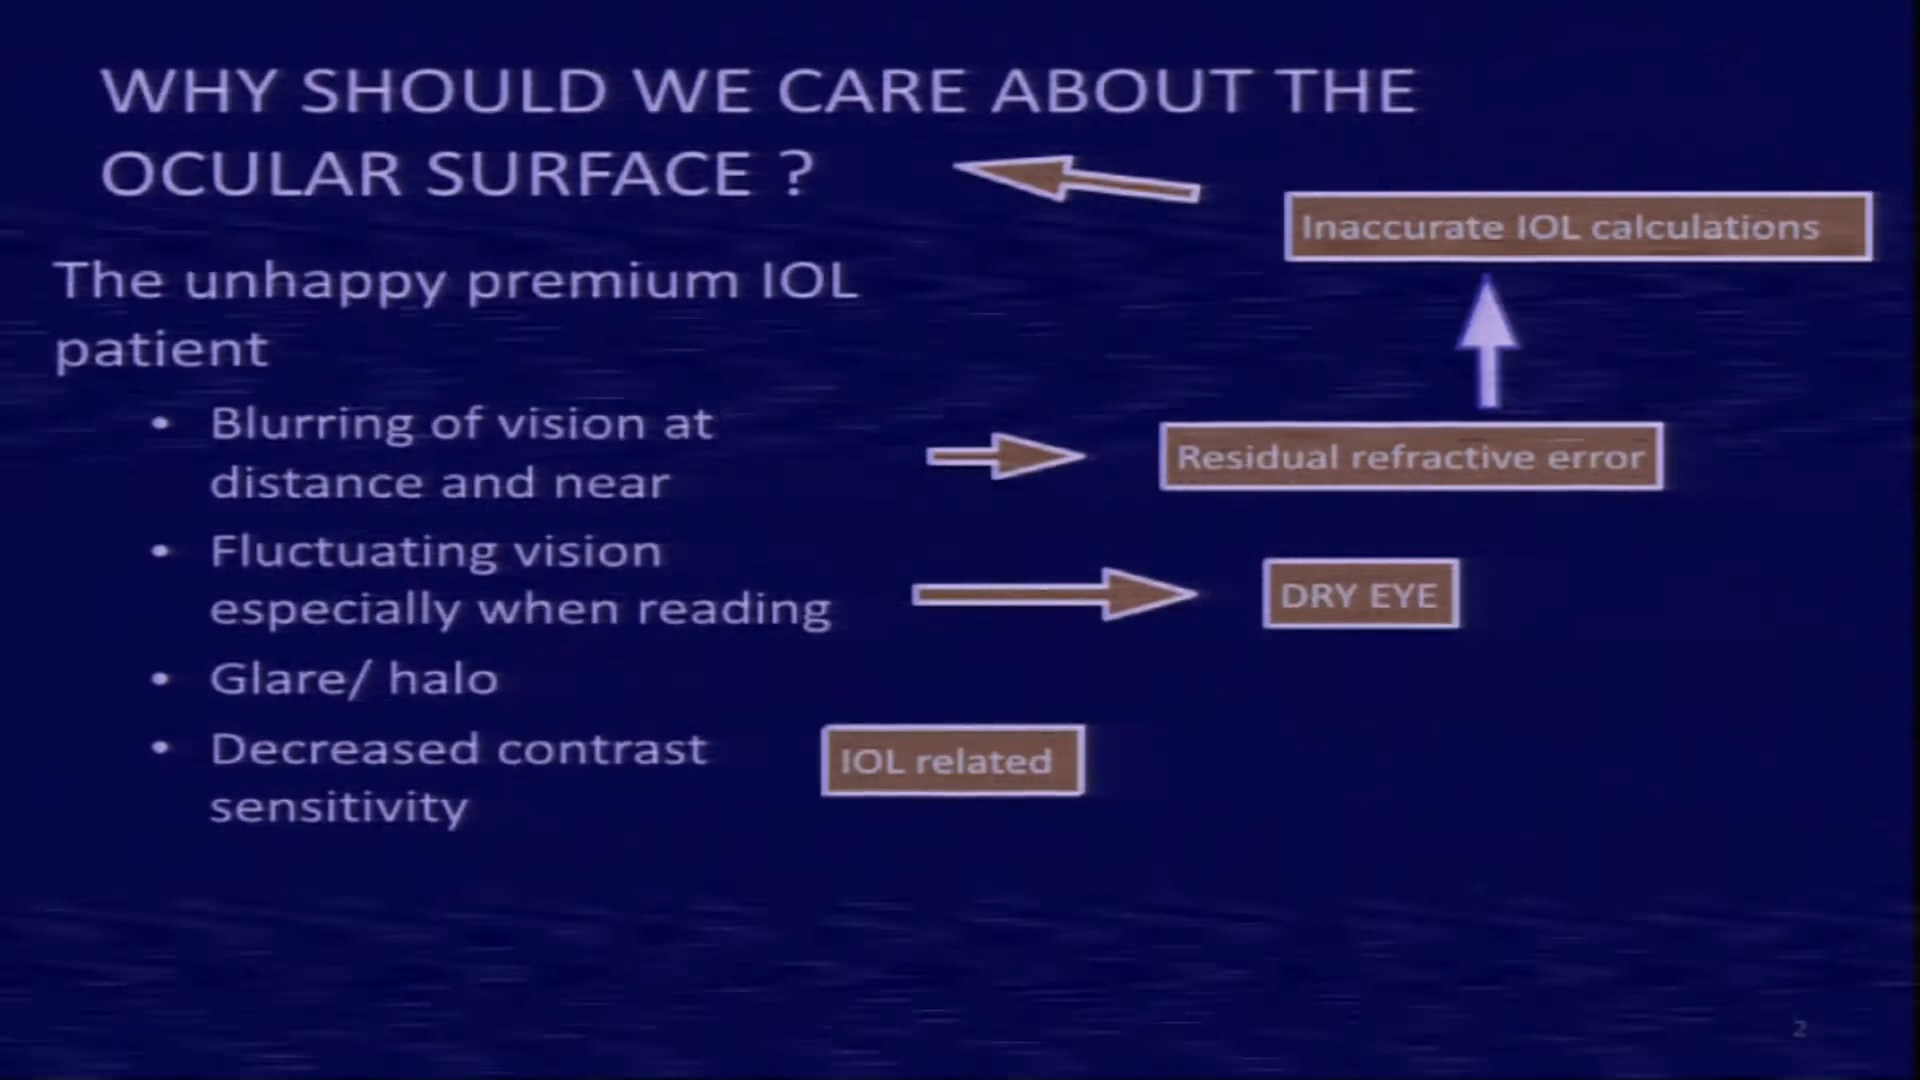 WHY SHOULD WE CARE ABOUT THE
OCULAR SURFACE ?
Inaccurate IOL calculations
The unhappy premium IOL
patient
• Blurring of vision at
distance and near
Residual refractive error
• Fluctuating vision
especially when reading
DRY EYE
• Glare/ halo
• Decreased contrast
sensitivity
IOL related
2